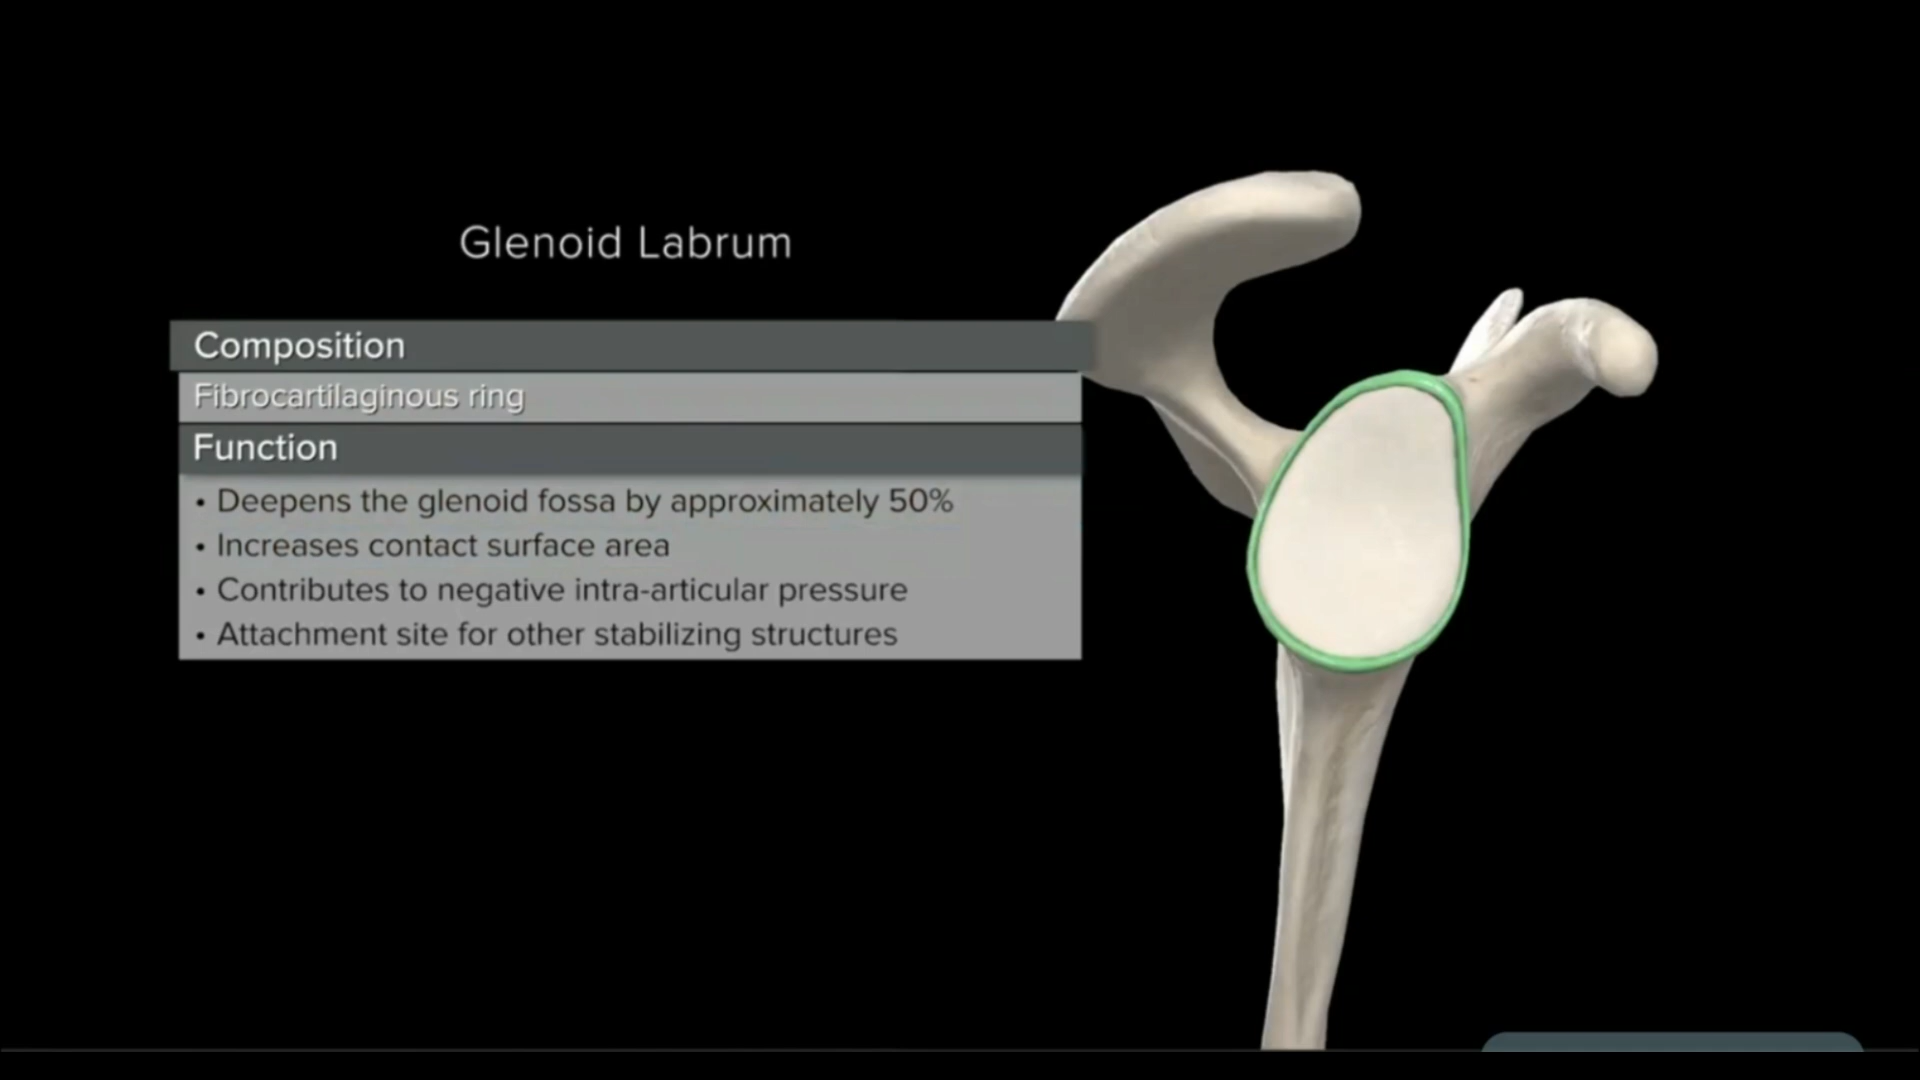 Glenoid Labrum
Composition
Fibrocartilaginous ring
Function
• Deepens the glenoid fossa by approximately 50%
• Increases contact surface area
• Contributes to negative intra-articular pressure
• Attachment site for other stabilizing structures